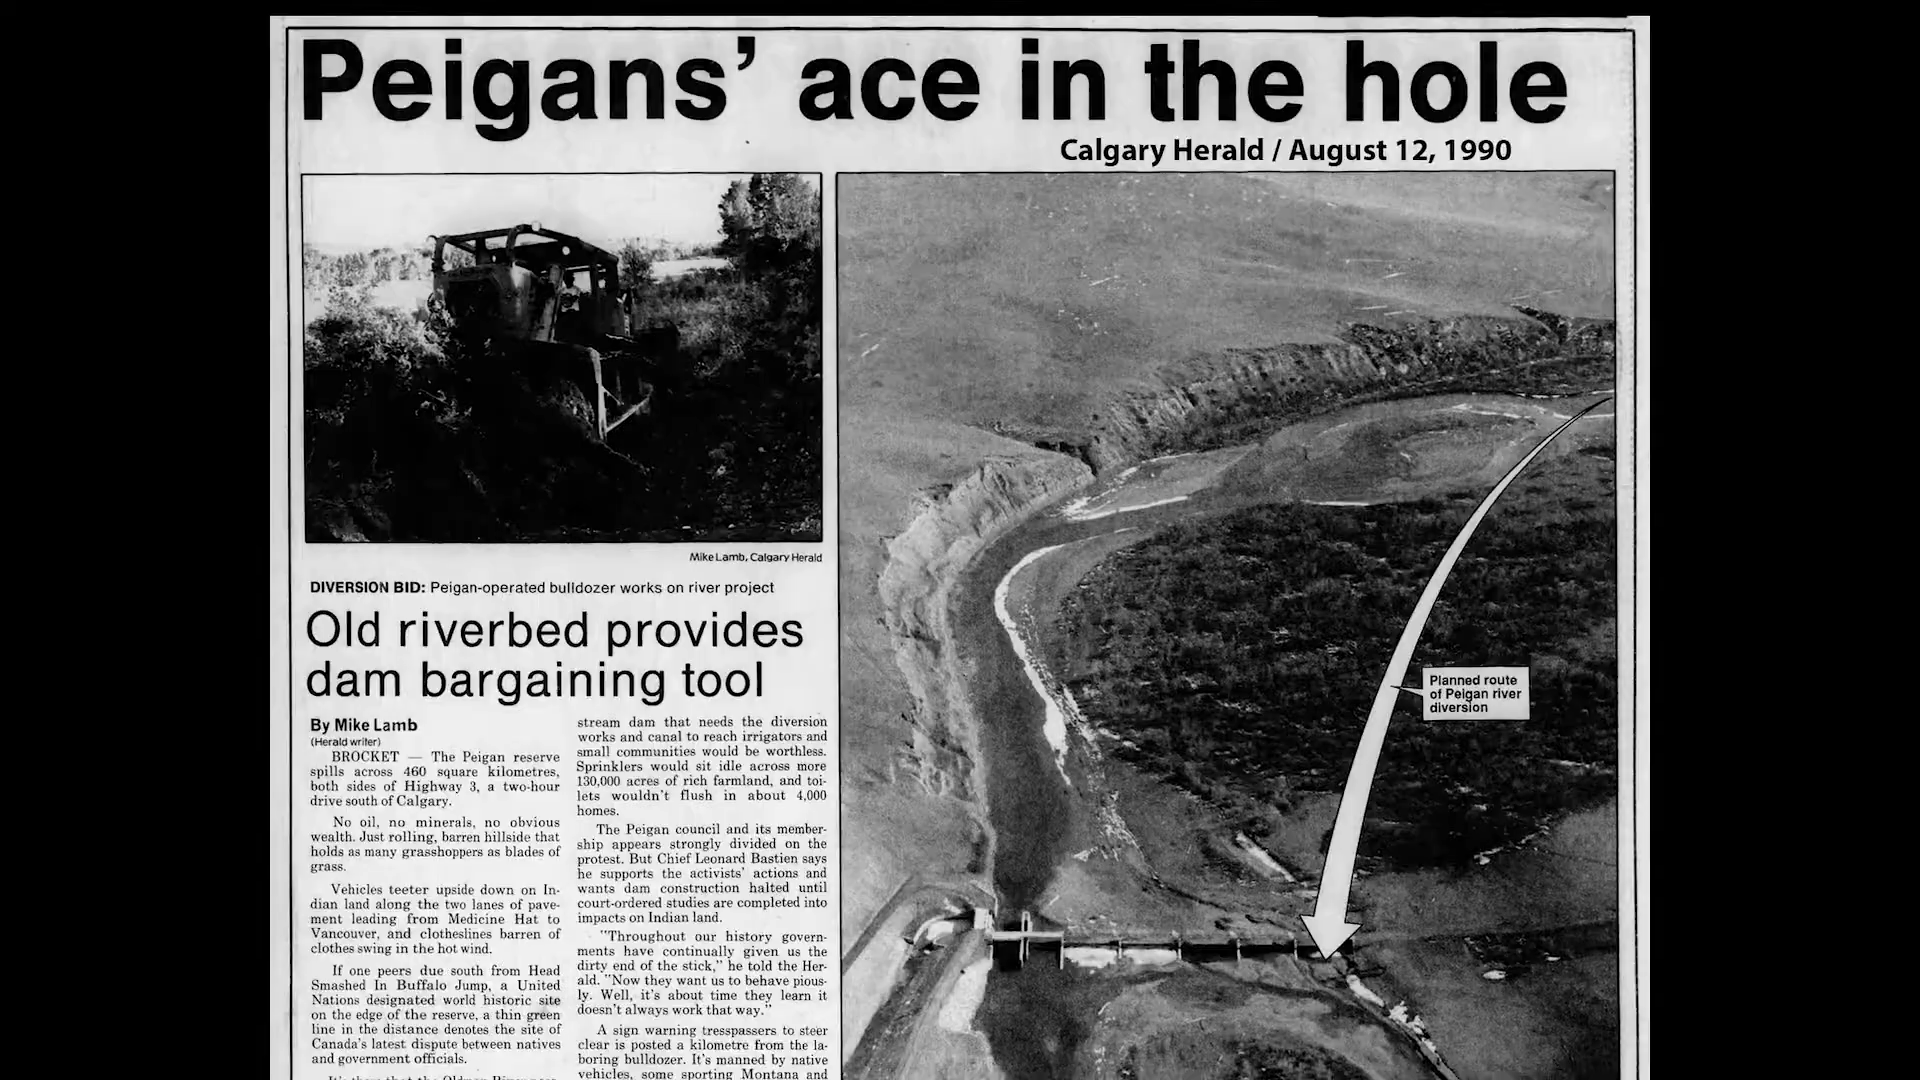 Peigans’ ace in the hole
Calgary Herald / August 12, 1990
Mike Lamb, Calgary Herald
DIVERSION BID: Peigan-operated bulldozer works on river project
Old riverbed provides
dam bargaining tool
By Mike Lamb
(Herald writer)
BROCKET — The Peigan reserve
spills across 460 square kilometres,
both sides of Highway 3, a two-hour
drive south of Calgary.
No oil, no minerals, no obvious
wealth. Just rolling, barren hillside that
holds as many grasshoppers as blades of
grass.
Vehicles teeter upside down on In-
dian land along the two lanes of pave-
ment leading from Medicine Hat to
Vancouver, and clotheslines barren of
clothes swing in the hot wind.
If one peers due south from Head
Smashed In Buffalo Jump, a United
Nations designated world historic site
on the edge of the reserve, a thin green
line in the distance denotes the site of
Canada's latest dispute between natives
and government officials.
stream dam that needs the diversion
works and canal to reach irrigators and
small communities would be worthless.
Sprinklers would sit idle across more
130,000 acres of rich farmland, and toi-
lets wouldn't flush in about 4,000
homes.
The Peigan council and its member-
ship appears strongly divided on the
protest. But Chief Leonard Bastien says
he supports the activists' actions and
wants dam construction halted until
court-ordered studies are completed into
impacts on Indian land.
"Throughout our history govern-
ments have continually given us the
dirty end of the stick," he told the Her-
ald. "Now they want us to behave pious-
ly. Well, it's about time they learn it
doesn't always work that way."
A sign warning tresspassers to steer
clear is posted a kilometre from the la-
boring bulldozer. It's manned by native
vehicles, some sporting Montana and
Planned route
of Peigan river
diversion